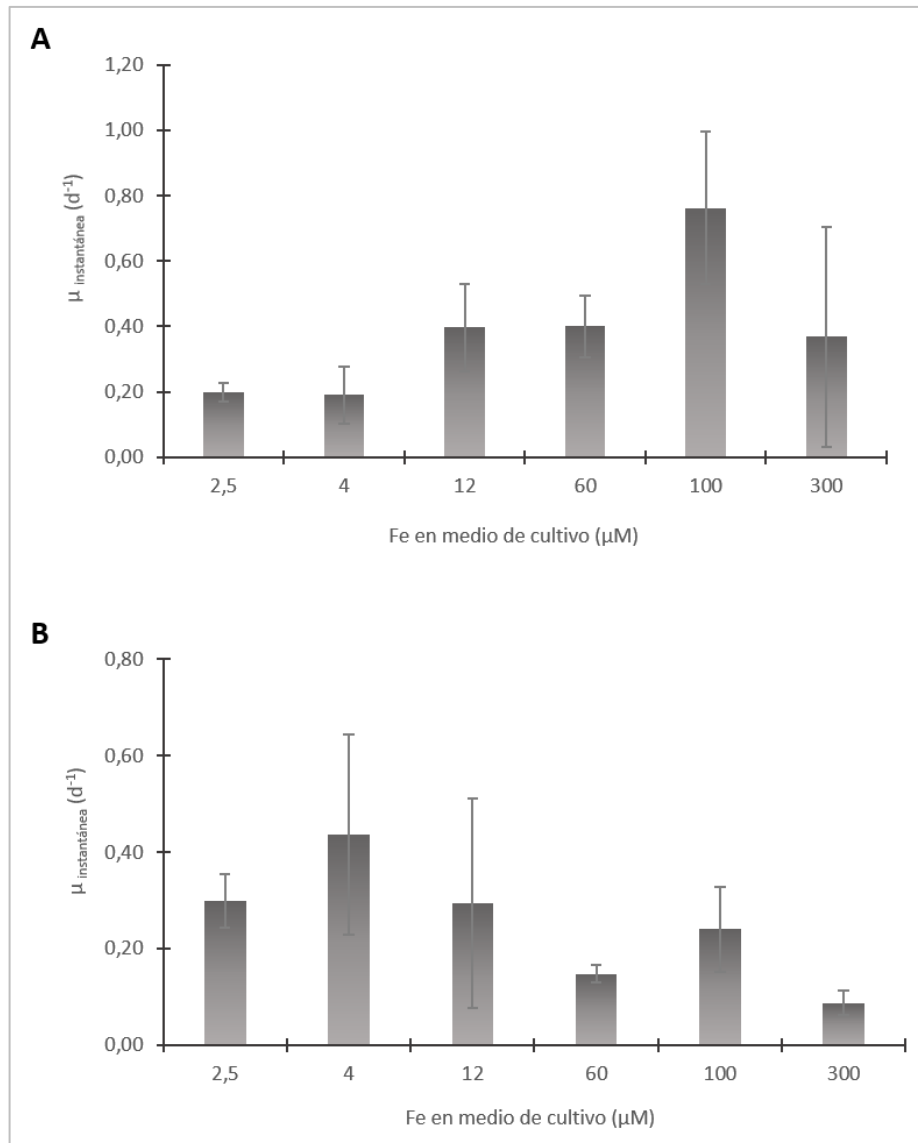 A
1,20
1,00
0,80
0,60
0,40
0,20
0,00
µ instantánea (d-1)
2,5 4 12 60 100 300
Fe en medio de cultivo (µM)
B
0,80
0,60
0,40
0,20
0,00
µ instantánea (d-1)
2,5 4 12 60 100 300
Fe en medio de cultivo (µM)